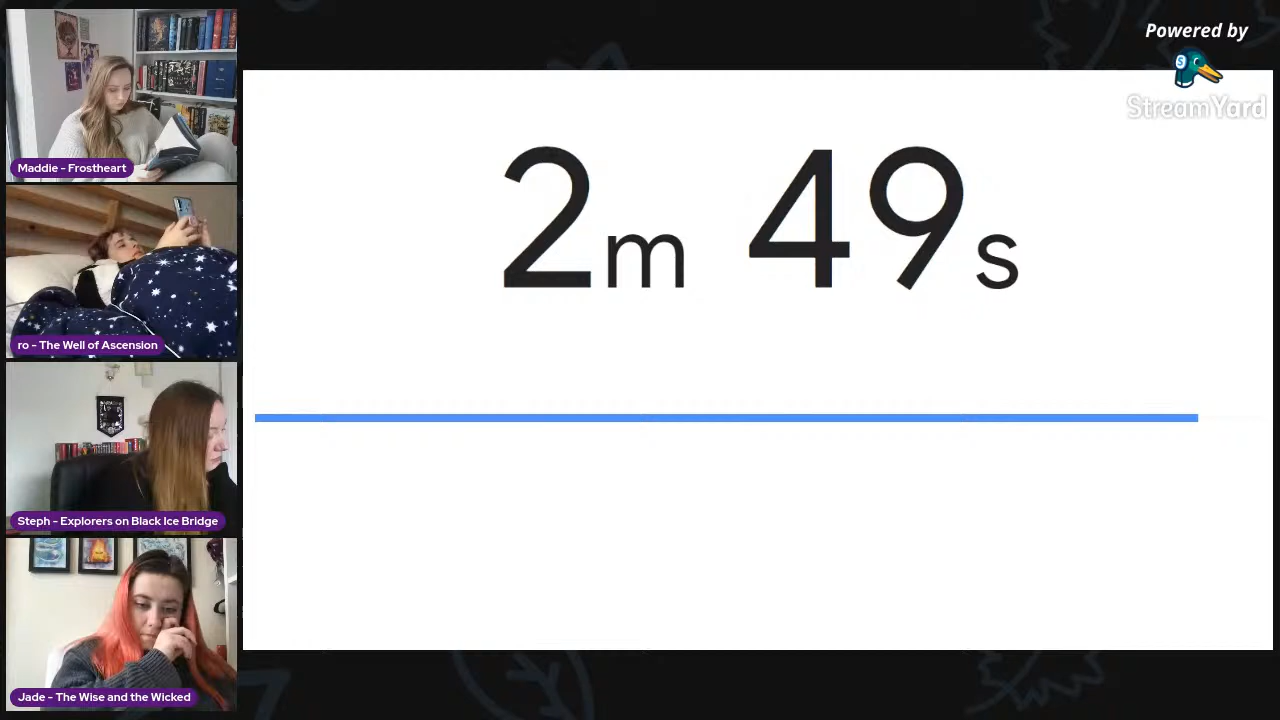 Powered by
StreamYard
2m 49s
Maddie - Frostheart
ro - The Well of Ascension
Steph - Explorers on Black Ice Bridge
Jade - The Wise and the Wicked